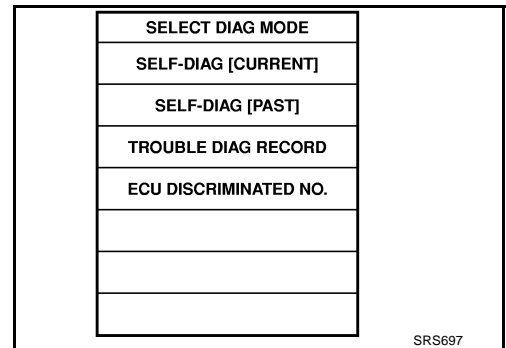 SELECT DIAG MODE
SELF-DIAG [CURRENT]
SELF-DIAG [PAST]
TROUBLE DIAG RECORD
ECU DISCRIMINATED NO.
SRS697